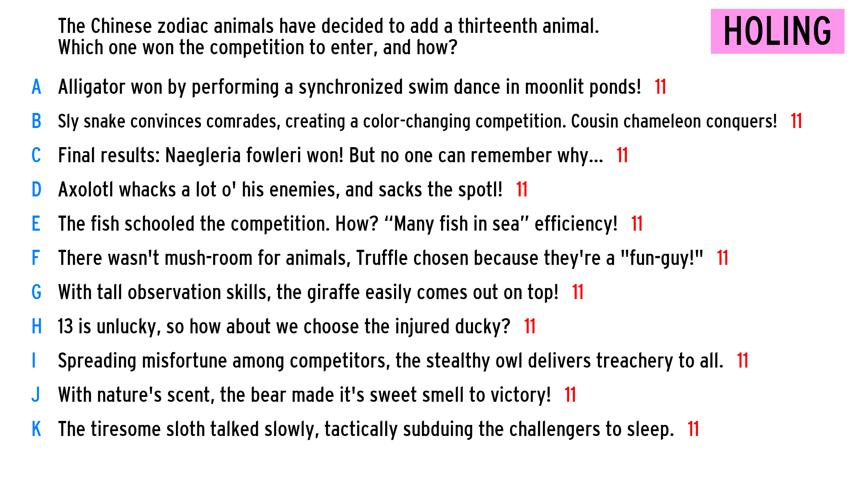 The Chinese zodiac animals have decided to add a thirteenth animal.
Which one won the competition to enter, and how?
HOLING
A Alligator won by performing a synchronized swim dance in moonlit ponds! 11
B Sly snake convinces comrades, creating a color-changing competition. Cousin chameleon conquers! 11
C Final results: Naegleria fowleri won! But no one can remember why... 11
D Axolotl whacks a lot o' his enemies, and sacks the spotl! 11
E The fish schooled the competition. How? “Many fish in sea” efficiency! 11
F There wasn't mush-room for animals, Truffle chosen because they're a "fun-guy!" 11
G With tall observation skills, the giraffe easily comes out on top! 11
H 13 is unlucky, so how about we choose the injured ducky? 11
I Spreading misfortune among competitors, the stealthy owl delivers treachery to all. 11
J With nature's scent, the bear made it's sweet smell to victory! 11
K The tiresome sloth talked slowly, tactically subduing the challengers to sleep. 11